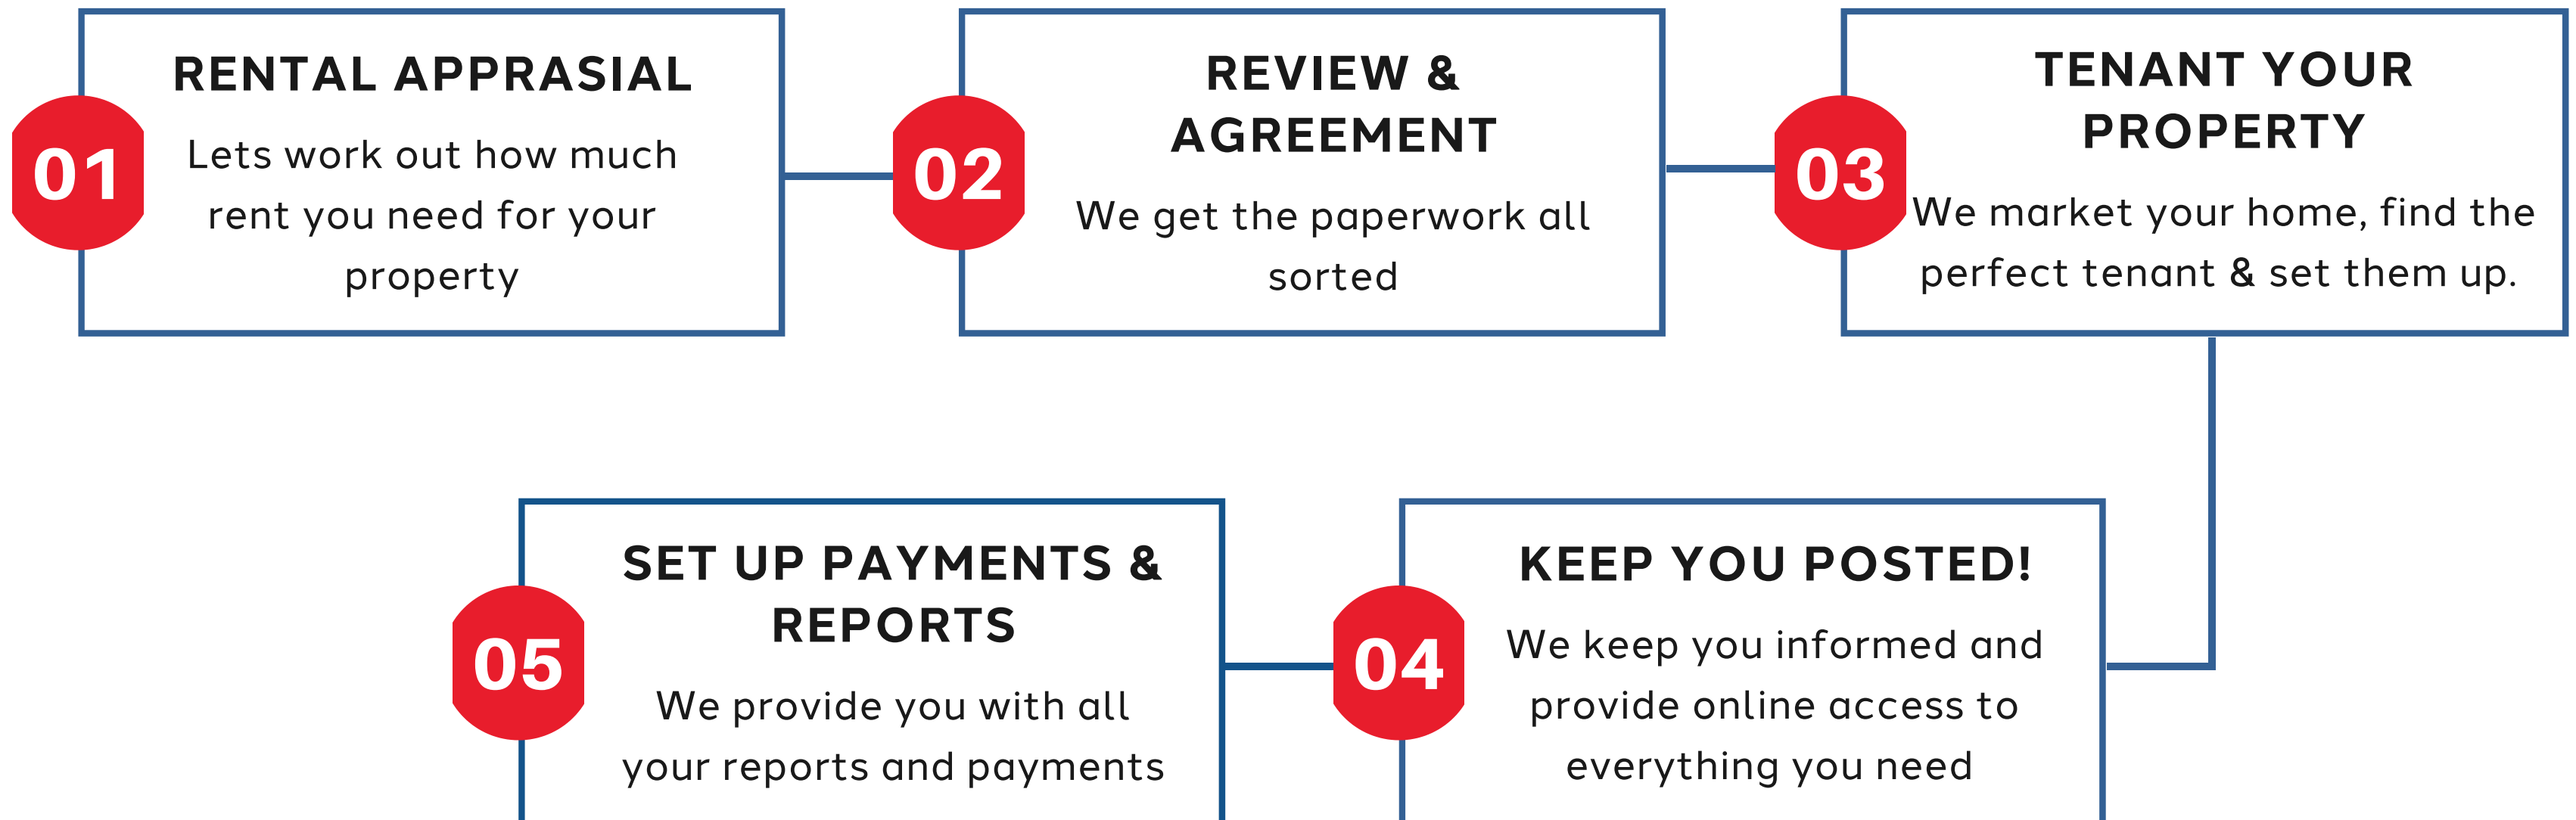 01
RENTAL APPRASIAL
Lets work out how much
rent you need for your
property
02
REVIEW &
AGREEMENT
We get the paperwork all
sorted
03
TENANT YOUR
PROPERTY
We market your home, find the
perfect tenant & set them up.
04
KEEP YOU POSTED!
We keep you informed and
provide online access to
everything you need
05
SET UP PAYMENTS &
REPORTS
We provide you with all
your reports and payments